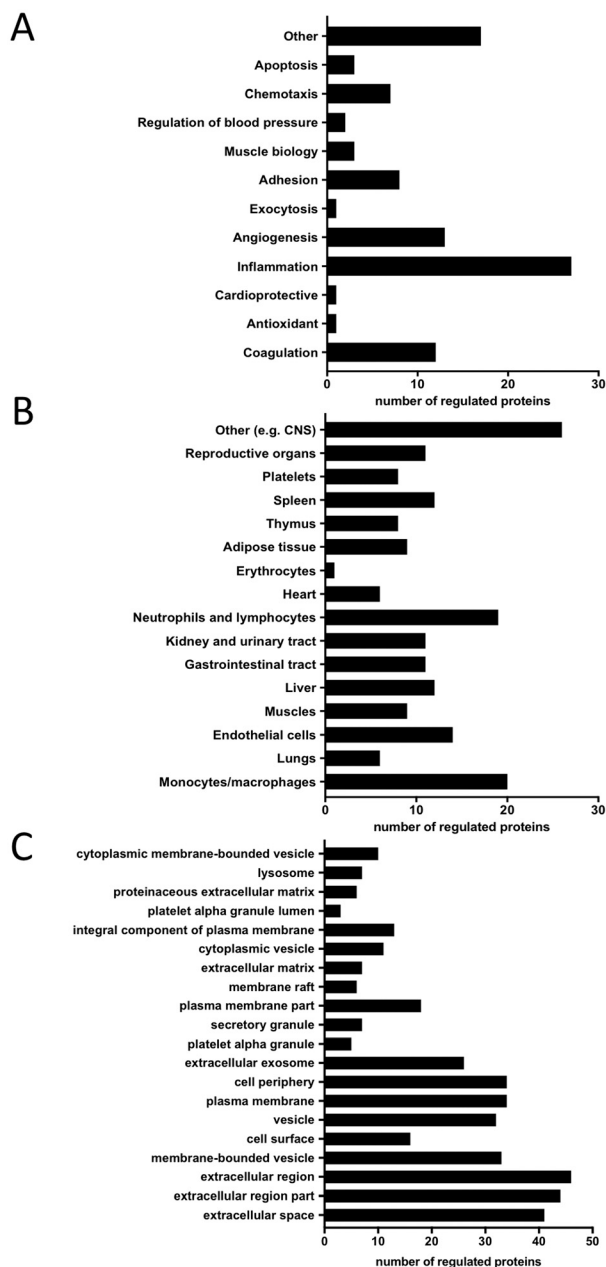 A
Other
Apoptosis
Chemotaxis
Regulation of blood pressure
Muscle biology
Adhesion
Exocytosis
Angiogenesis
Inflammation
Cardioprotective
Antioxidant
Coagulation
0 10 20 30
number of regulated proteins
B
Other (e.g. CNS)
Reproductive organs
Platelets
Spleen
Thymus
Adipose tissue
Erythrocytes
Heart
Neutrophils and lymphocytes
Kidney and urinary tract
Gastrointestinal tract
Liver
Muscles
Endothelial cells
Lungs
Monocytes/macrophages
0 10 20 30
number of regulated proteins
C
cytoplasmic membrane-bounded vesicle
lysosome
proteinaceous extracellular matrix
platelet alpha granule lumen
integral component of plasma membrane
cytoplasmic vesicle
extracellular matrix
membrane raft
plasma membrane part
secretory granule
platelet alpha granule
extracellular exosome
cell periphery
plasma membrane
vesicle
cell surface
membrane-bounded vesicle
extracellular region
extracellular region part
extracellular space
0 10 20 30 40 50
number of regulated proteins